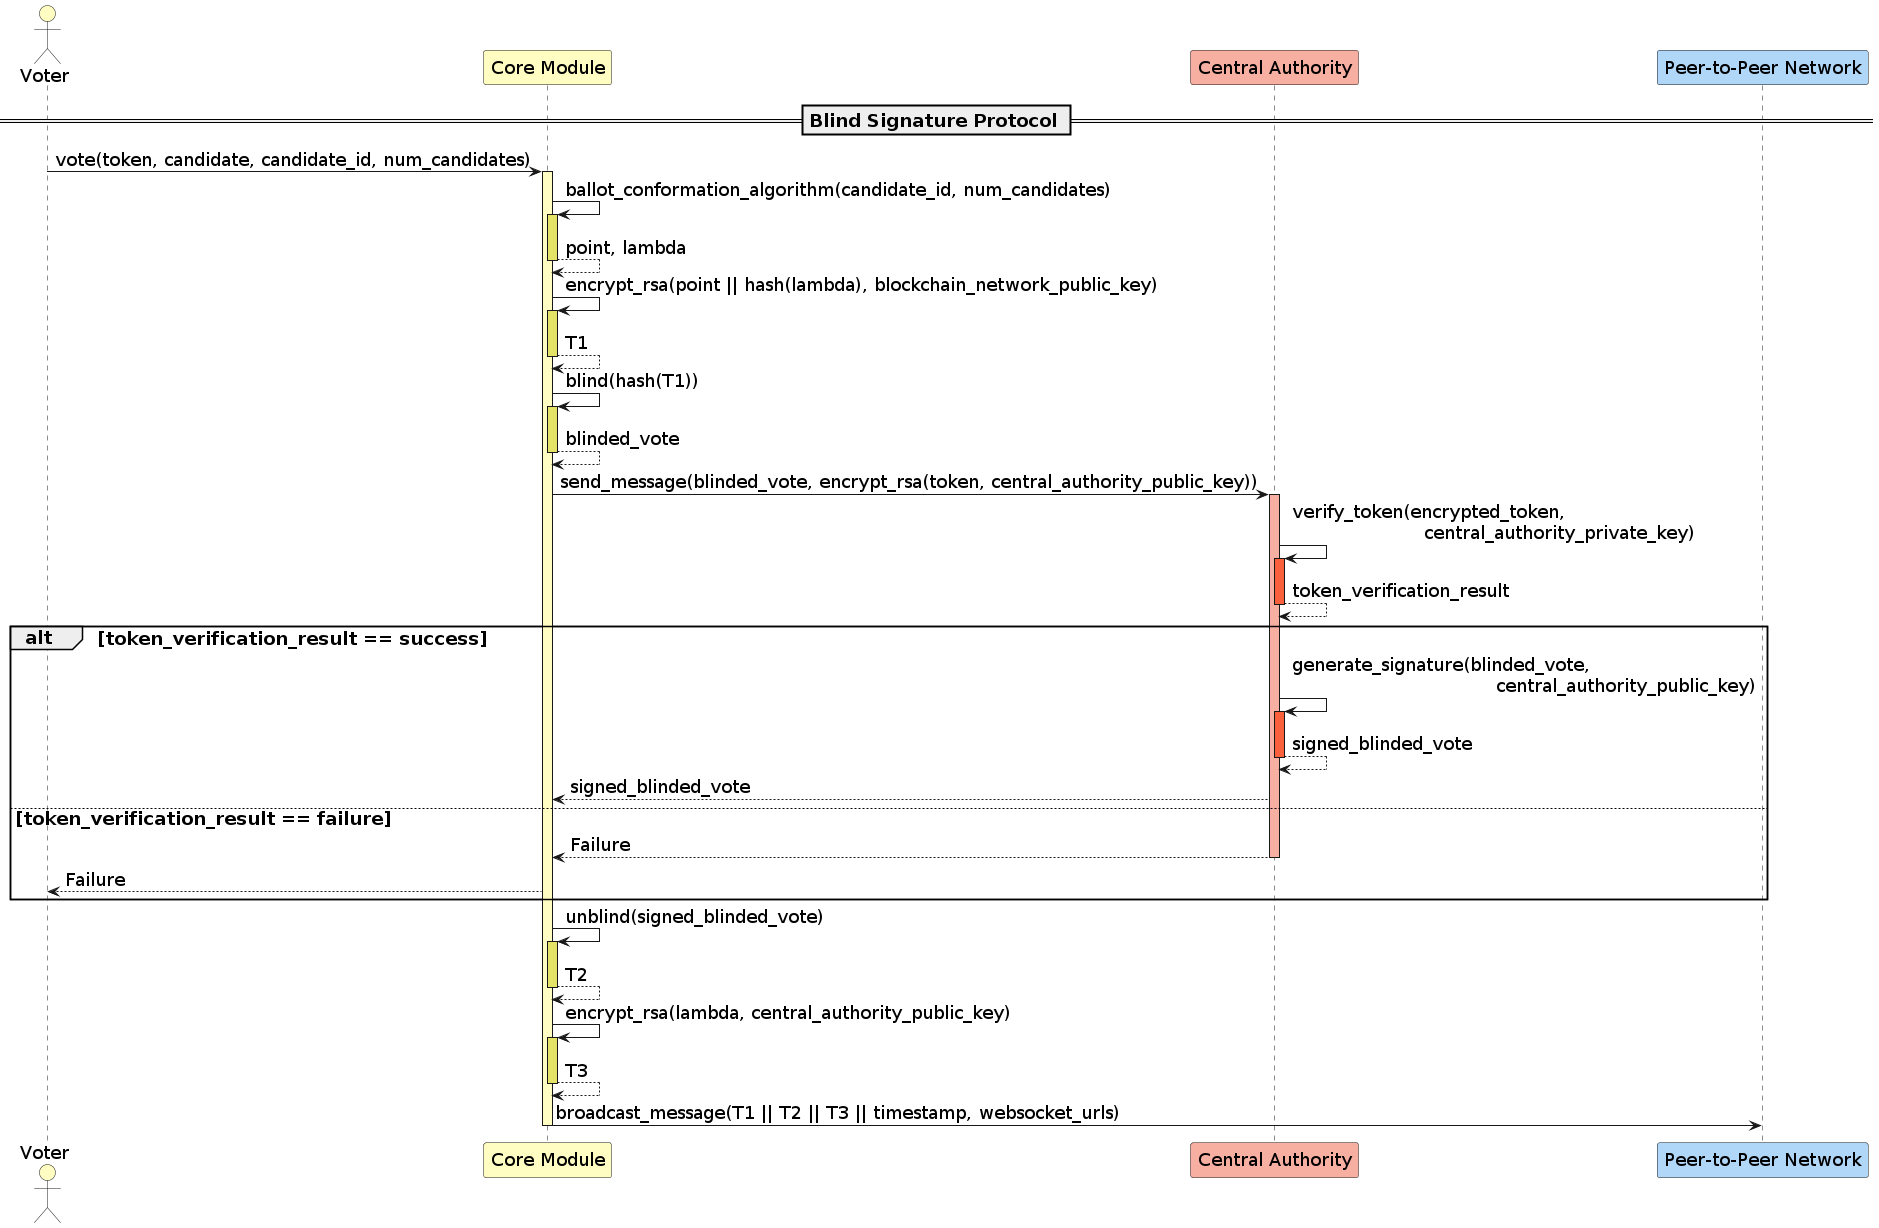 Voter
Core Module
Central Authority
Peer-to-Peer Network
Blind Signature Protocol
vote(token, candidate, candidate_id, num_candidates)
ballot_conformation_algorithm(candidate_id, num_candidates)
point, lambda
encrypt_rsa(point || hash(lambda), blockchain_network_public_key)
T1
blind(hash(T1))
blinded_vote
send_message(blinded_vote, encrypt_rsa(token, central_authority_public_key))
verify_token(encrypted_token,
central_authority_private_key)
token_verification_result
alt [token_verification_result == success]
generate_signature(blinded_vote,
central_authority_public_key)
signed_blinded_vote
signed_blinded_vote
[token_verification_result == failure]
Failure
Failure
unblind(signed_blinded_vote)
T2
encrypt_rsa(lambda, central_authority_public_key)
T3
broadcast_message(T1 || T2 || T3 || timestamp, websocket_urls)
Voter
Core Module
Central Authority
Peer-to-Peer Network